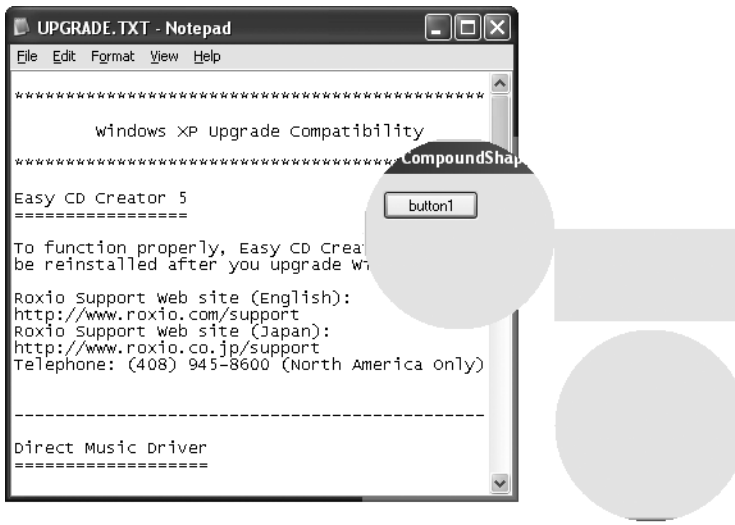 UPGRADE.TXT - Notepad
File Edit Format View Help
***********************************************
Windows XP Upgrade Compatibility
***********************************************
CompoundShap
button1
Easy CD Creator 5
=================
To function properly, Easy CD Crea
be reinstalled after you upgrade Wi
Roxio Support Web site (English):
http://www.roxio.com/support
Roxio Support Web site (Japan):
http://www.roxio.co.jp/support
Telephone: (408) 945-8600 (North America Only)
-----------------------------------------------
Direct Music Driver
===================